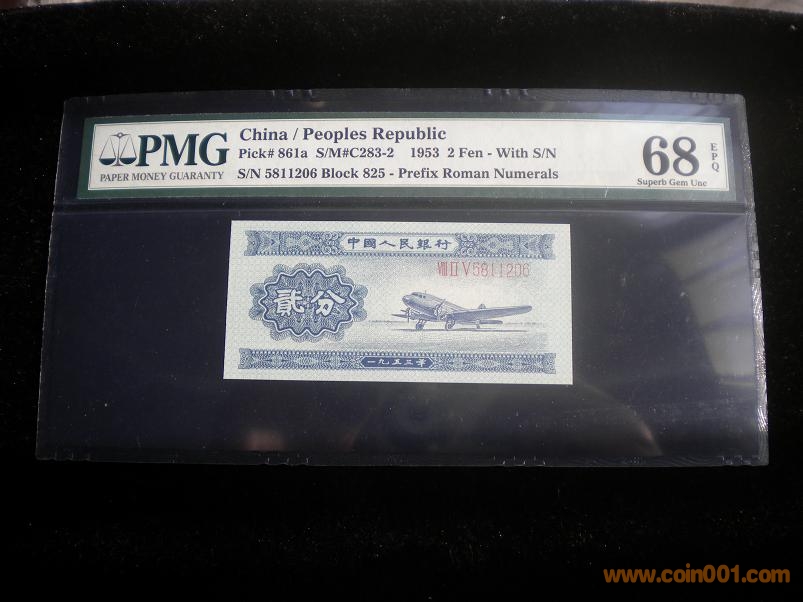 PMG
PAPER MONEY GUARANTY
China / Peoples Republic
Pick# 861a S/M#C283-2 1953 2 Fen - With S/N
S/N 5811206 Block 825 - Prefix Roman Numerals
68 EPQ
Superb Gem Unc
中國人民銀行
VIII II V 5811206
貳分
一九五三年
www.coin001.com